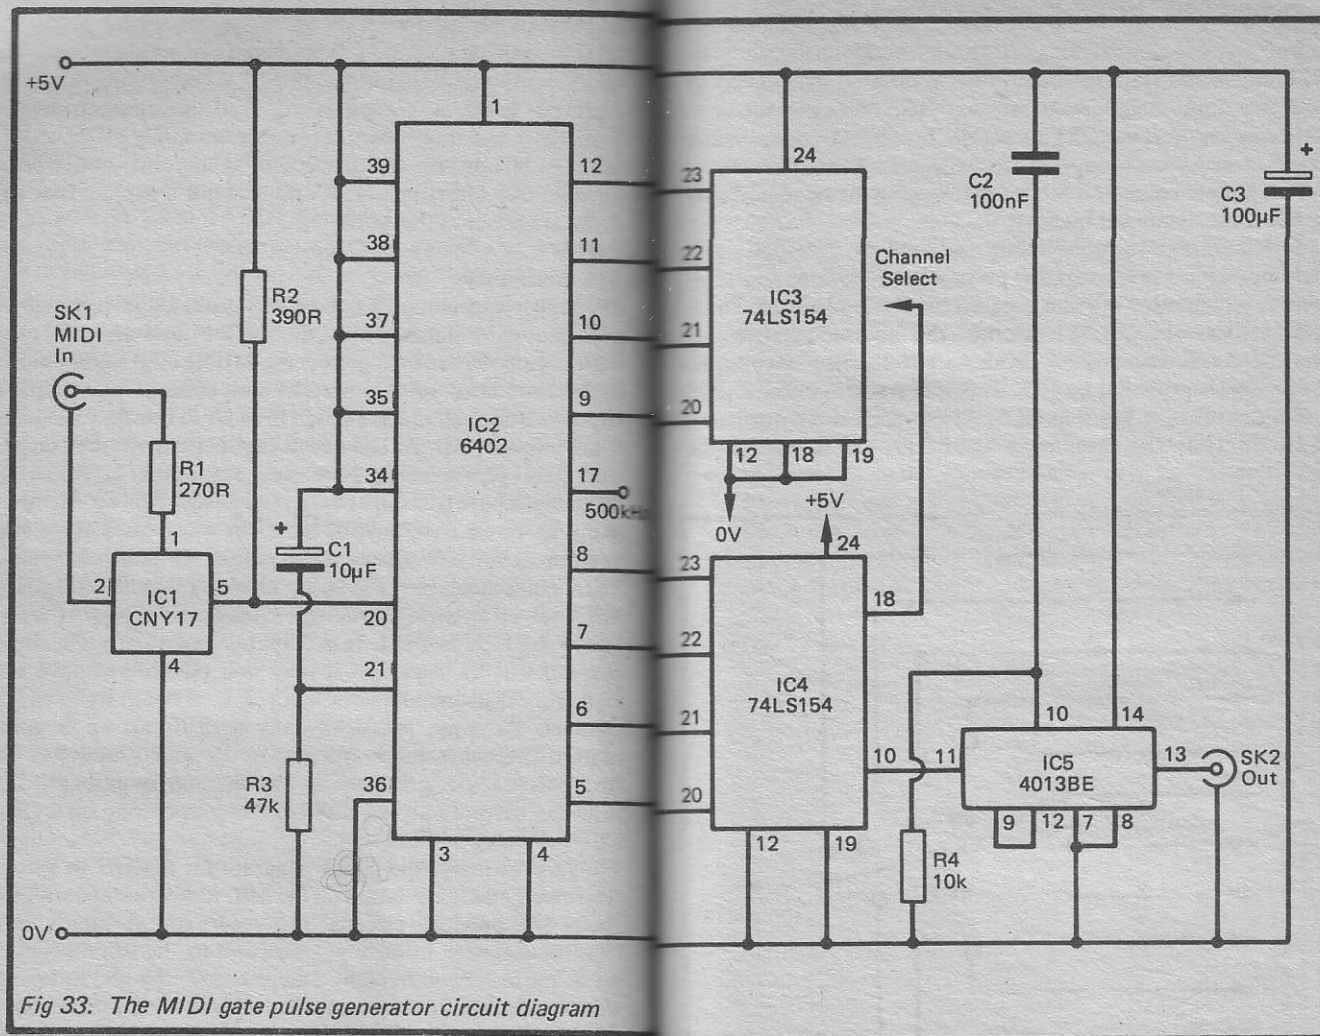 +5V
1
39
38
37
35
34
20
21
36
3
4
12
11
10
9
17
500kHz
8
7
6
5
IC2
6402
R2
390R
SK1
MIDI
In
R1
270R
1
2
5
4
IC1
CNY17
+
C1
10µF
R3
47k
0V
24
23
22
21
20
IC3
74LS154
12
18
19
0V
Channel
Select
+5V
24
23
22
21
20
IC4
74LS154
18
10
12
19
C2
100nF
+
C3
100µF
10
14
11
IC5
4013BE
13
9
12
7
8
SK2
Out
R4
10k
Fig 33. The MIDI gate pulse generator circuit diagram